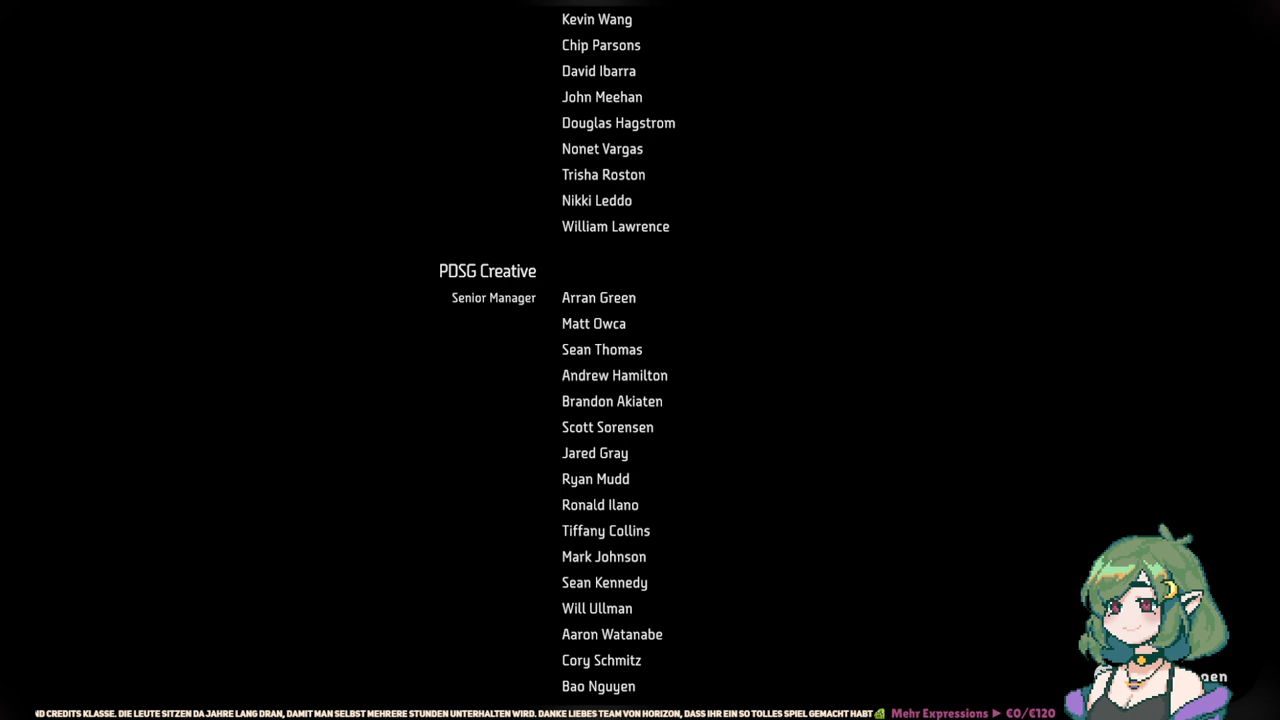 Kevin Wang
Chip Parsons
David Ibarra
John Meehan
Douglas Hagstrom
Nonet Vargas
Trisha Roston
Nikki Leddo
William Lawrence
PDSG Creative
Senior Manager Arran Green
Matt Owca
Sean Thomas
Andrew Hamilton
Brandon Akiaten
Scott Sorensen
Jared Gray
Ryan Mudd
Ronald Ilano
Tiffany Collins
Mark Johnson
Sean Kennedy
Will Ullman
Aaron Watanabe
Cory Schmitz
Bao Nguyen
CREDITS KLASSE. DIE LEUTE SITZEN DA JAHRE LANG DRAN, DAMIT MAN SELBST MEHRERE STUNDEN UNTERHALTEN WIRD. DANKE LIEBES TEAM VON HORIZON, DASS IHR EIN SO TOLLES SPIEL GEMACHT HABT Mehr Expressions ► €0/€120